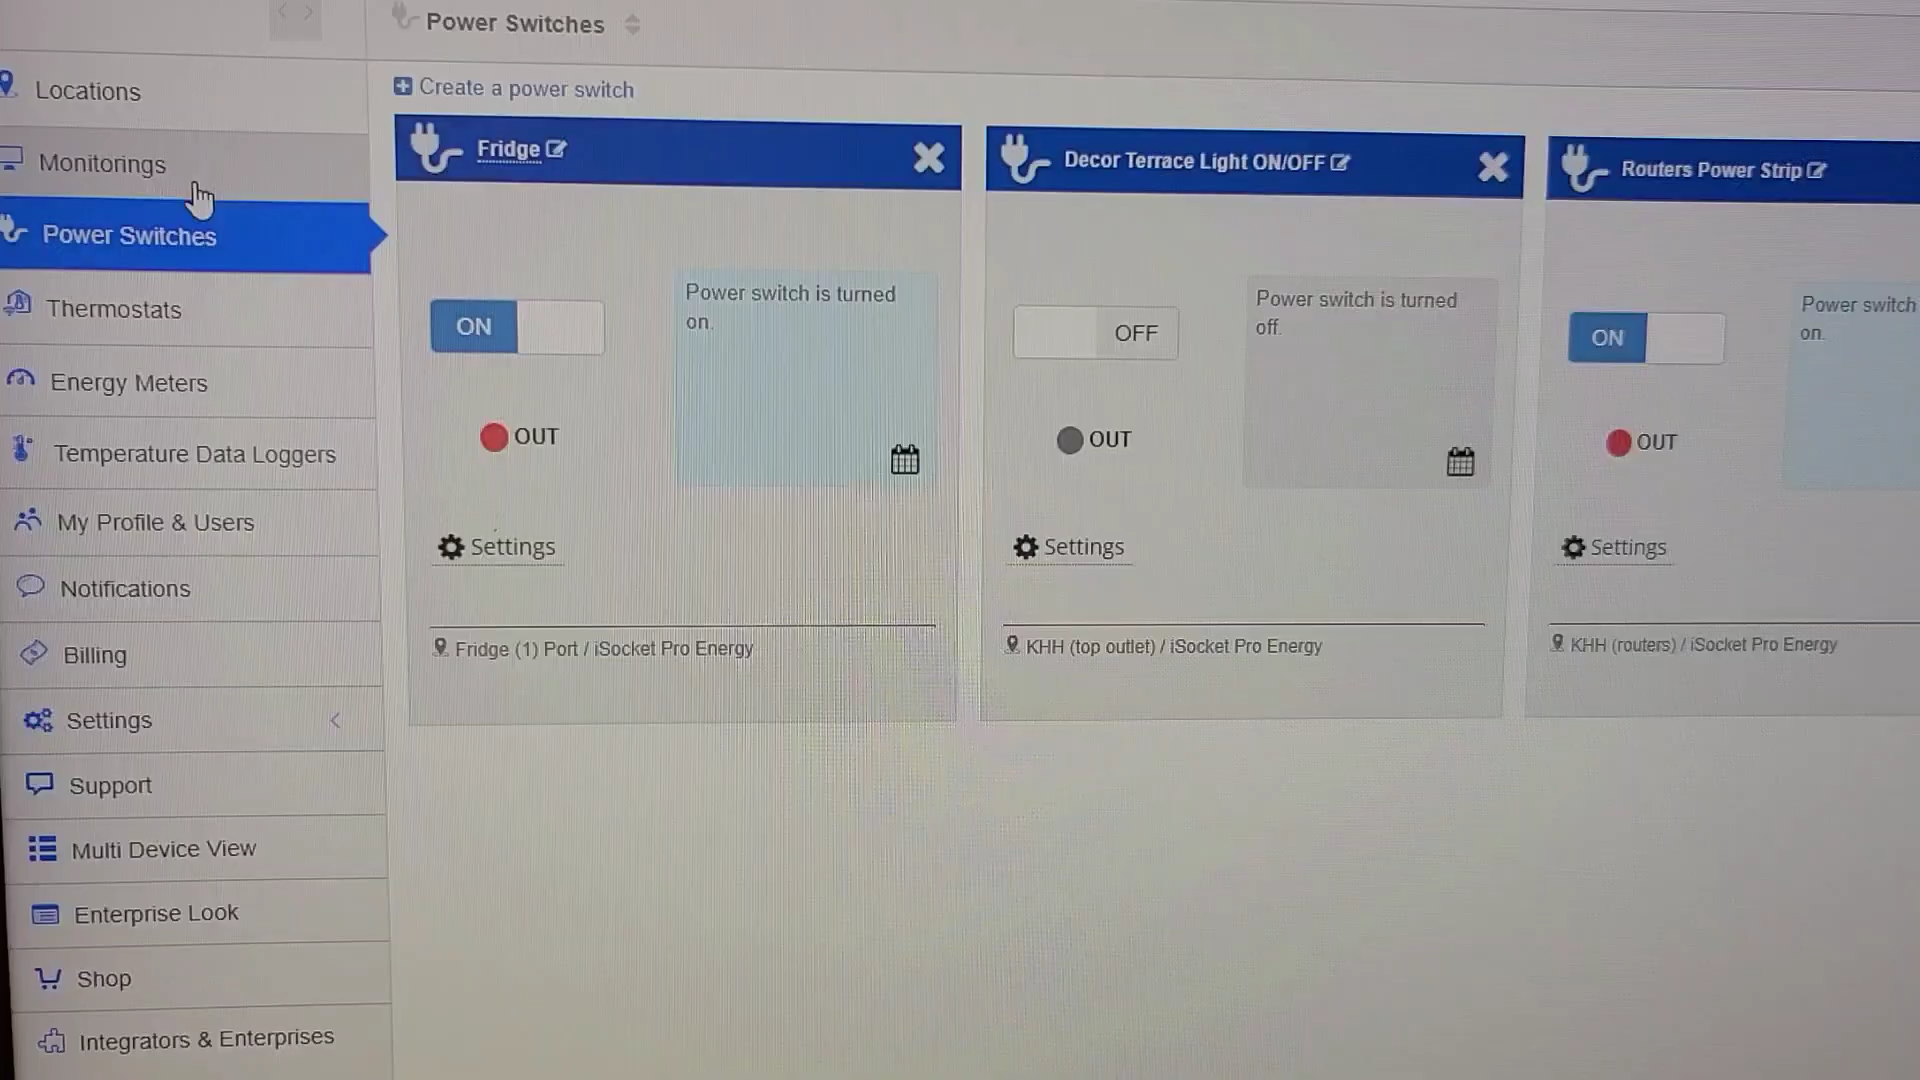 Power Switches
Locations
Monitorings
Power Switches
Thermostats
Energy Meters
Temperature Data Loggers
My Profile & Users
Notifications
Billing
Settings
Support
Multi Device View
Enterprise Look
Shop
Integrators & Enterprises
Create a power switch
Fridge
ON
Power switch is turned
on.
OUT
Settings
Fridge (1) Port / iSocket Pro Energy
Decor Terrace Light ON/OFF
OFF
Power switch is turned
off.
OUT
Settings
KHH (top outlet) / iSocket Pro Energy
Routers Power Strip
ON
Power switch
on.
OUT
Settings
KHH (routers) / iSocket Pro Energy